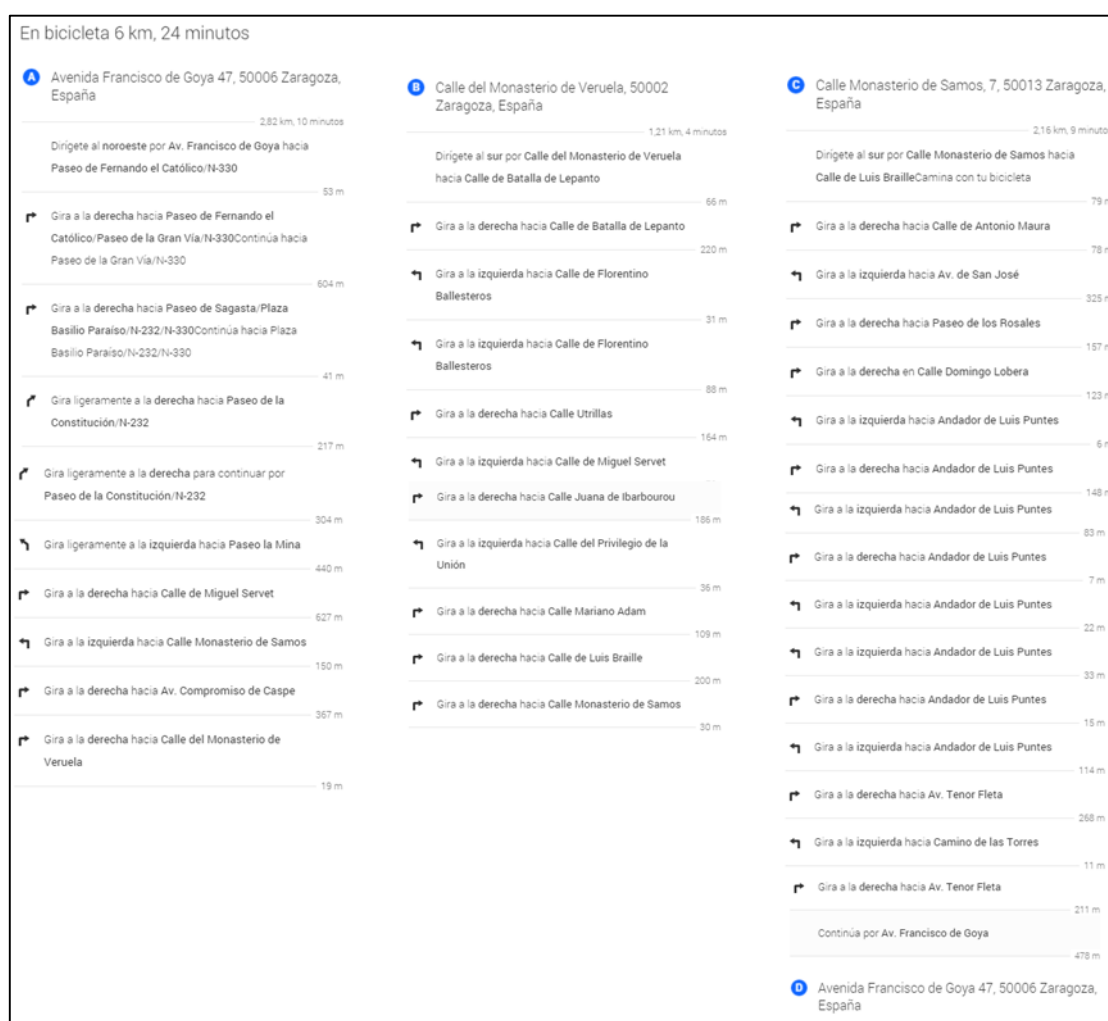 En bicicleta 6 km, 24 minutos
A
Avenida Francisco de Goya 47, 50006 Zaragoza,
España
2,82 km, 10 minutos
Dirígete al noroeste por Av. Francisco de Goya hacia
Paseo de Fernando el Católico/N-330
53 m
Gira a la derecha hacia Paseo de Fernando el
Católico/Paseo de la Gran Vía/N-330Continúa hacia
Paseo de la Gran Vía/N-330
604 m
Gira a la derecha hacia Paseo de Sagasta/Plaza
Basilio Paraíso/N-232/N-330Continúa hacia Plaza
Basilio Paraíso/N-232/N-330
41 m
Gira ligeramente a la derecha hacia Paseo de la
Constitución/N-232
217 m
Gira ligeramente a la derecha para continuar por
Paseo de la Constitución/N-232
304 m
Gira ligeramente a la izquierda hacia Paseo la Mina
440 m
Gira a la derecha hacia Calle de Miguel Servet
627 m
Gira a la izquierda hacia Calle Monasterio de Samos
150 m
Gira a la derecha hacia Av. Compromiso de Caspe
367 m
Gira a la derecha hacia Calle del Monasterio de
Veruela
19 m
B
Calle del Monasterio de Veruela, 50002
Zaragoza, España
1,21 km, 4 minutos
Dirígete al sur por Calle del Monasterio de Veruela
hacia Calle de Batalla de Lepanto
66 m
Gira a la derecha hacia Calle de Batalla de Lepanto
220 m
Gira a la izquierda hacia Calle de Florentino
Ballesteros
31 m
Gira a la izquierda hacia Calle de Florentino
Ballesteros
88 m
Gira a la derecha hacia Calle Utrillas
164 m
Gira a la izquierda hacia Calle de Miguel Servet
Gira a la derecha hacia Calle Juana de Ibarbourou
186 m
Gira a la izquierda hacia Calle del Privilegio de la
Unión
36 m
Gira a la derecha hacia Calle Mariano Adam
109 m
Gira a la derecha hacia Calle de Luis Braille
200 m
Gira a la derecha hacia Calle Monasterio de Samos
30 m
C
Calle Monasterio de Samos, 7, 50013 Zaragoza,
España
2,16 km, 9 minutos
Dirígete al sur por Calle Monasterio de Samos hacia
Calle de Luis BrailleCamina con tu bicicleta
79 m
Gira a la derecha hacia Calle de Antonio Maura
78 m
Gira a la izquierda hacia Av. de San José
325 m
Gira a la derecha hacia Paseo de los Rosales
157 m
Gira a la derecha en Calle Domingo Lobera
123 m
Gira a la izquierda hacia Andador de Luis Puntes
6 m
Gira a la derecha hacia Andador de Luis Puntes
148 m
Gira a la izquierda hacia Andador de Luis Puntes
83 m
Gira a la derecha hacia Andador de Luis Puntes
7 m
Gira a la izquierda hacia Andador de Luis Puntes
22 m
Gira a la izquierda hacia Andador de Luis Puntes
33 m
Gira a la derecha hacia Andador de Luis Puntes
15 m
Gira a la izquierda hacia Andador de Luis Puntes
114 m
Gira a la derecha hacia Av. Tenor Fleta
268 m
Gira a la izquierda hacia Camino de las Torres
11 m
Gira a la derecha hacia Av. Tenor Fleta
211 m
Continúa por Av. Francisco de Goya
478 m
D
Avenida Francisco de Goya 47, 50006 Zaragoza,
España